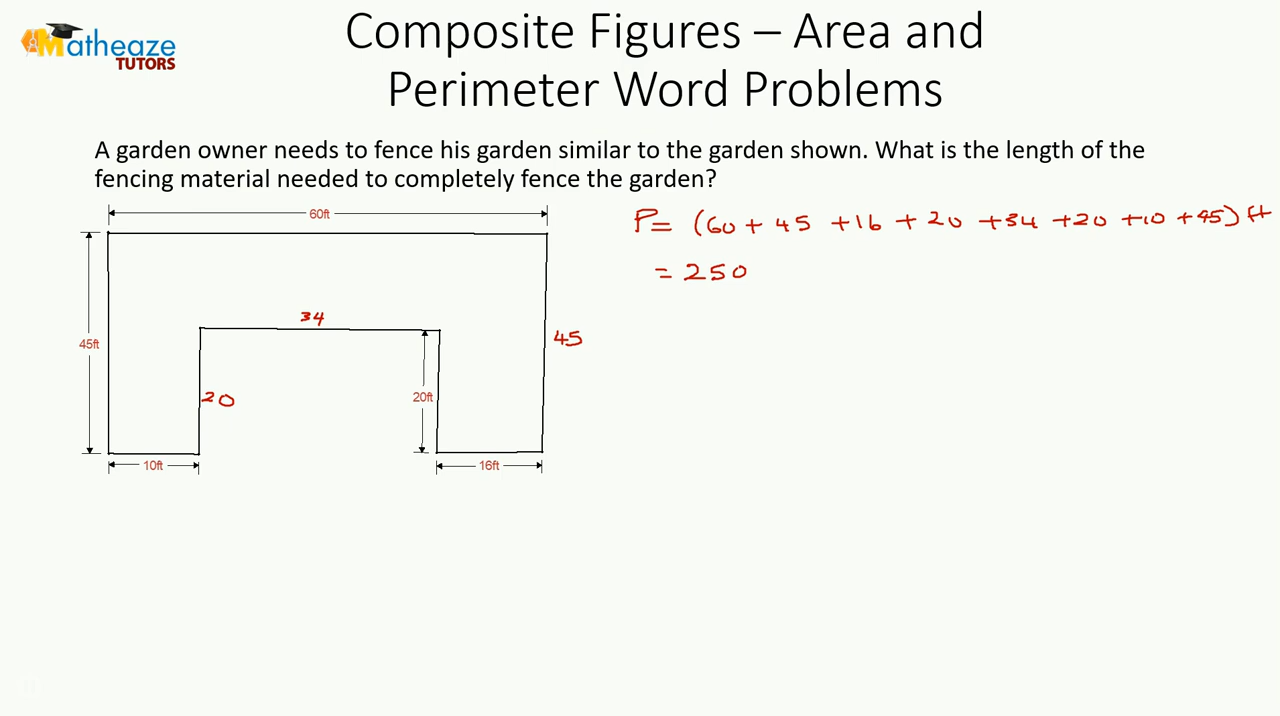 Matheaze
TUTORS
Composite Figures – Area and
Perimeter Word Problems
A garden owner needs to fence his garden similar to the garden shown. What is the length of the
fencing material needed to completely fence the garden?
60ft
P= (60 + 45 +16 + 20 +34 +20 +10 +45) ft
= 250
34
45ft
45
20
20ft
10ft
16ft